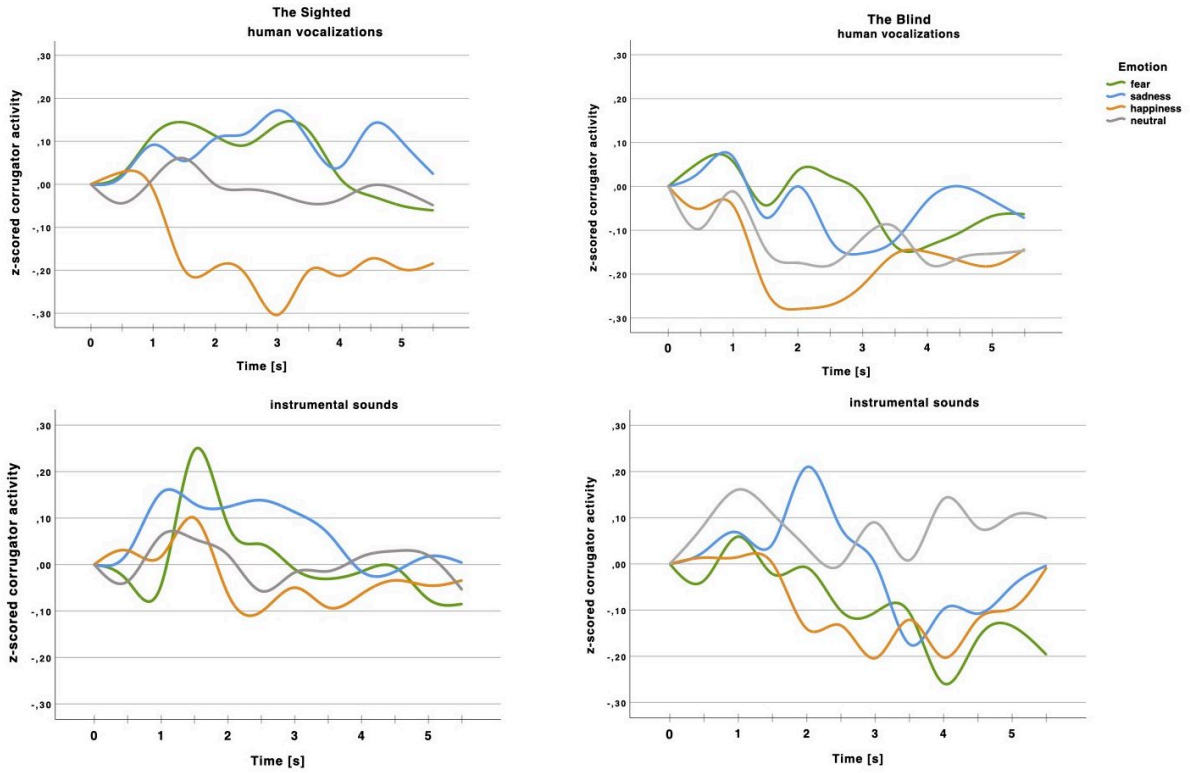 The Sighted
human vocalizations
z-scored corrugator activity
,30
,20
,10
,00
-,10
-,20
-,30
0 1 2 3 4 5
Time [s]
The Blind
human vocalizations
z-scored corrugator activity
,30
,20
,10
,00
-,10
-,20
-,30
0 1 2 3 4 5
Time [s]
Emotion
fear
sadness
happiness
neutral
instrumental sounds
z-scored corrugator activity
,30
,20
,10
,00
-,10
-,20
-,30
0 1 2 3 4 5
Time [s]
instrumental sounds
z-scored corrugator activity
,30
,20
,10
,00
-,10
-,20
-,30
0 1 2 3 4 5
Time [s]